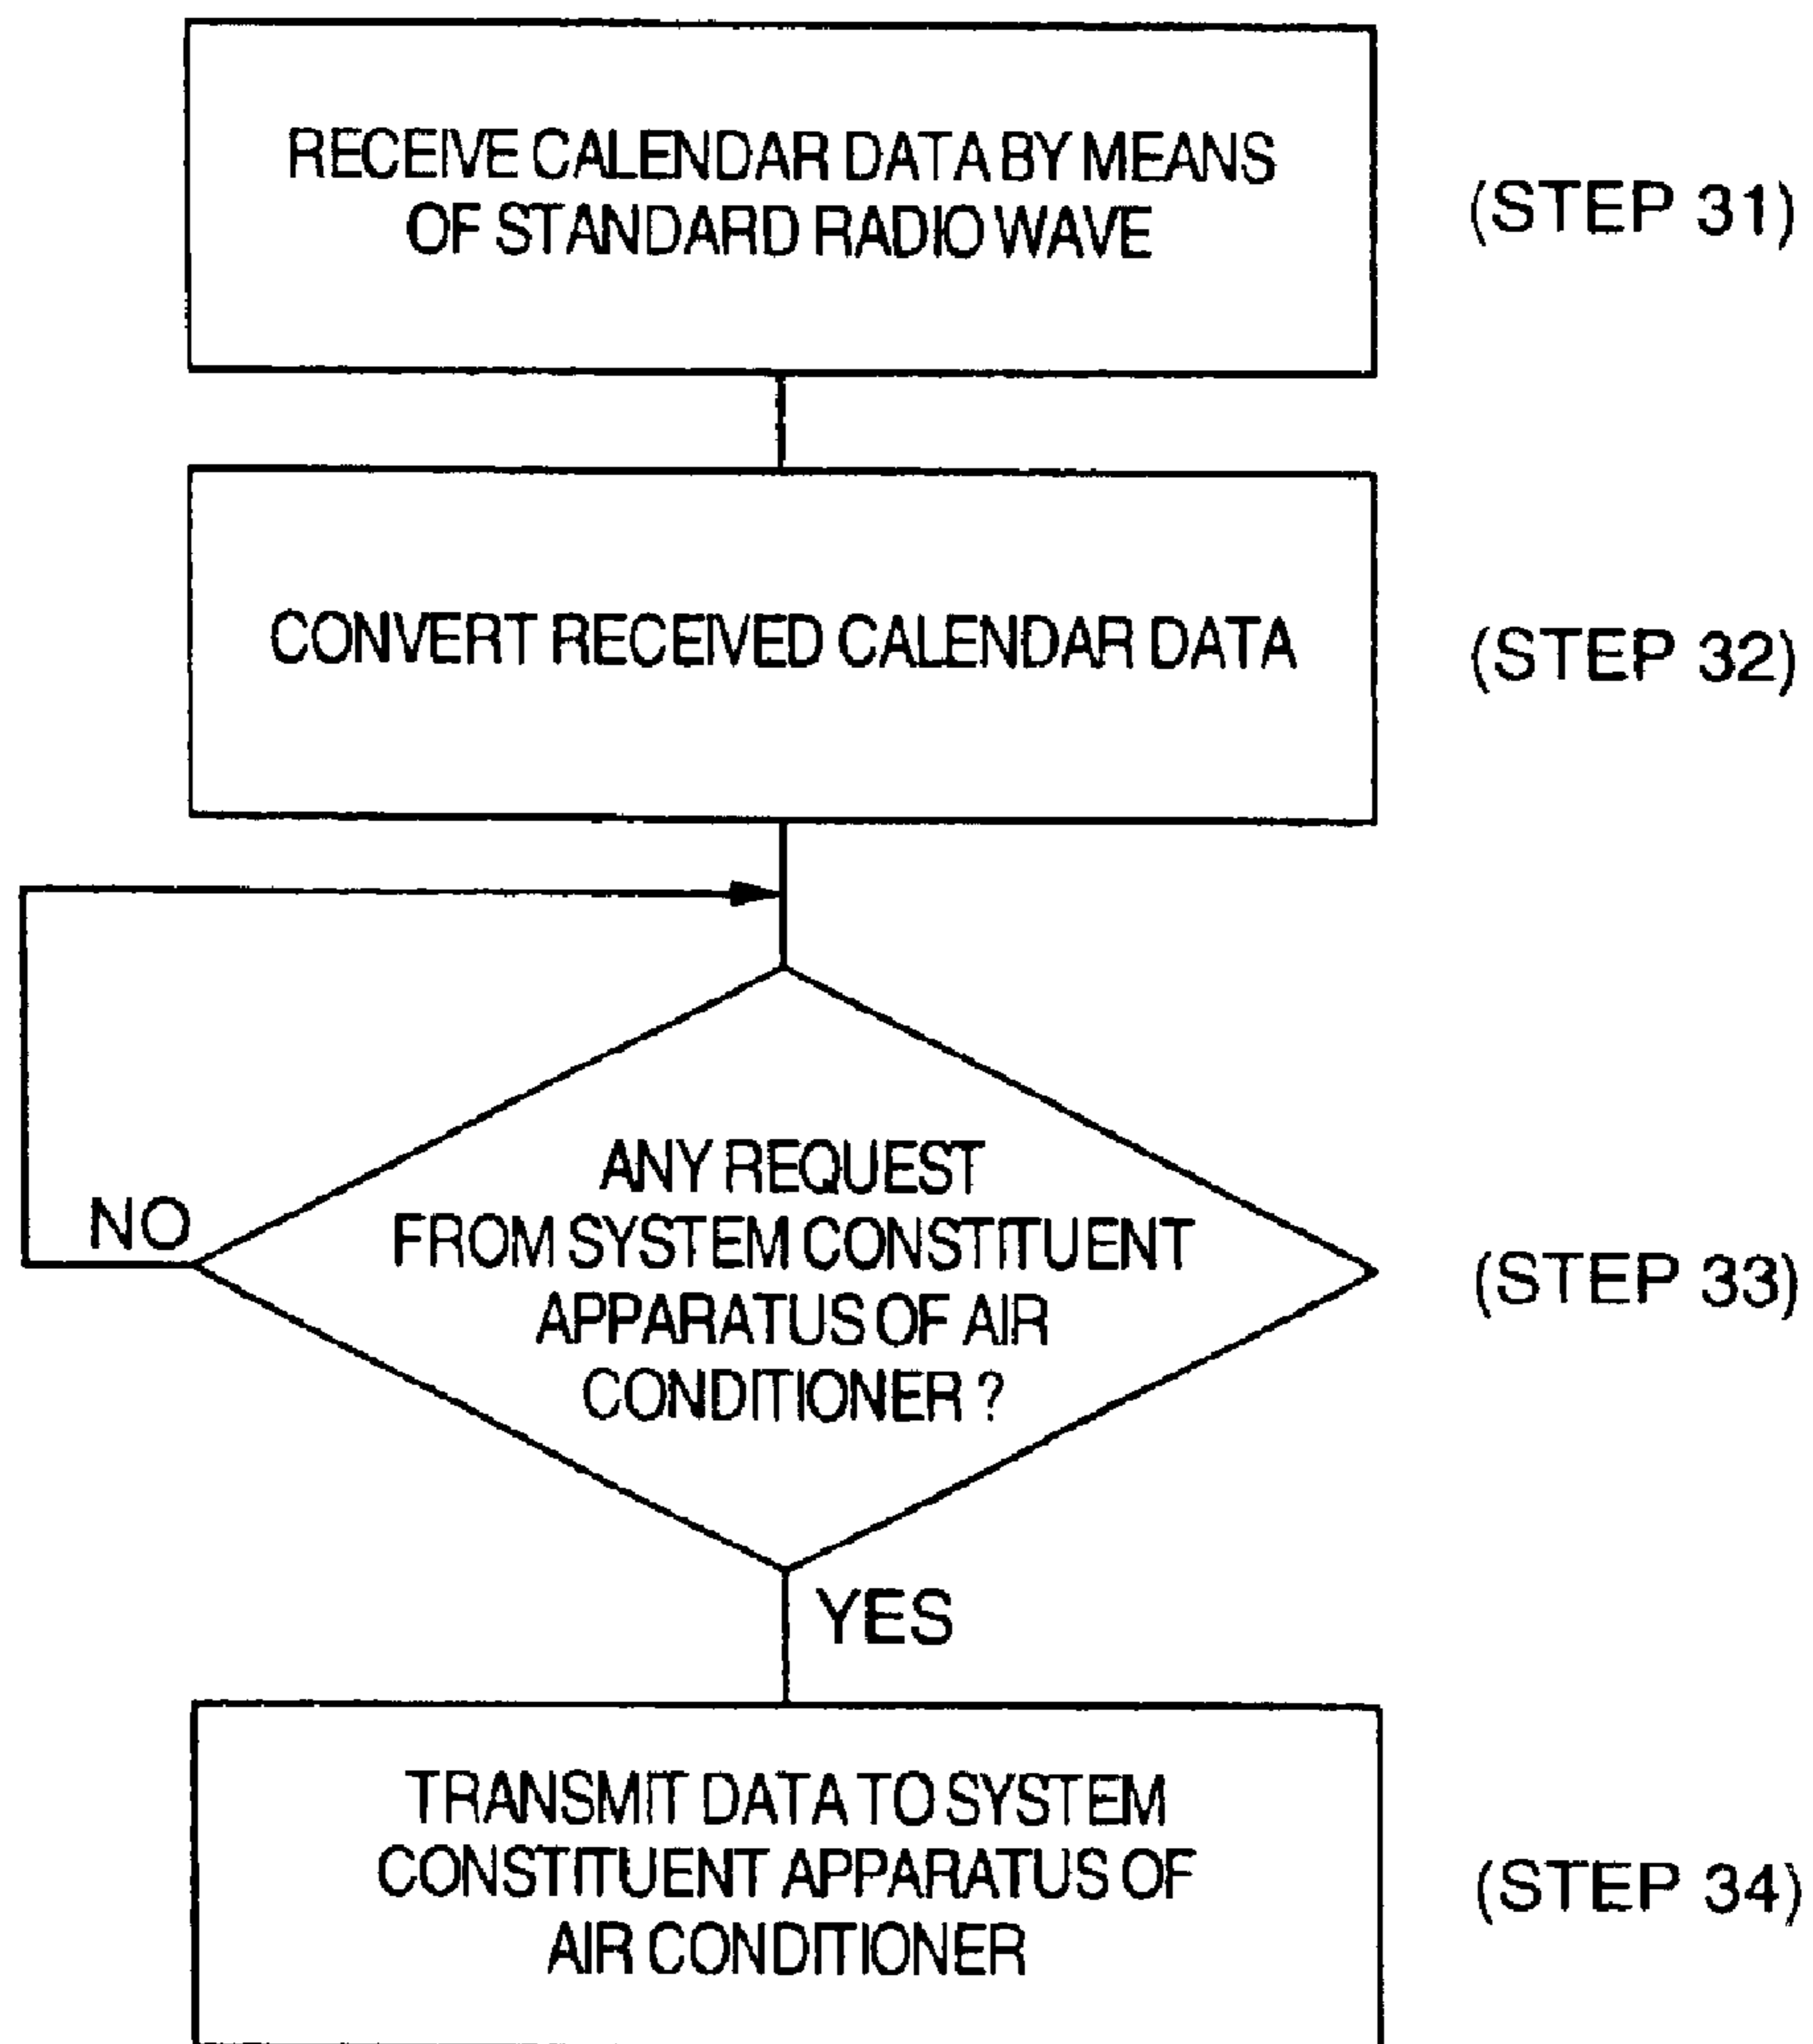 RECEIVE CALENDAR DATA BY MEANS
OF STANDARD RADIO WAVE
(STEP 31)
CONVERT RECEIVED CALENDAR DATA
(STEP 32)
ANY REQUEST
FROM SYSTEM CONSTITUENT
APPARATUS OF AIR
CONDITIONER ?
(STEP 33)
NO
YES
TRANSMIT DATA TO SYSTEM
CONSTITUENT APPARATUS OF
AIR CONDITIONER
(STEP 34)